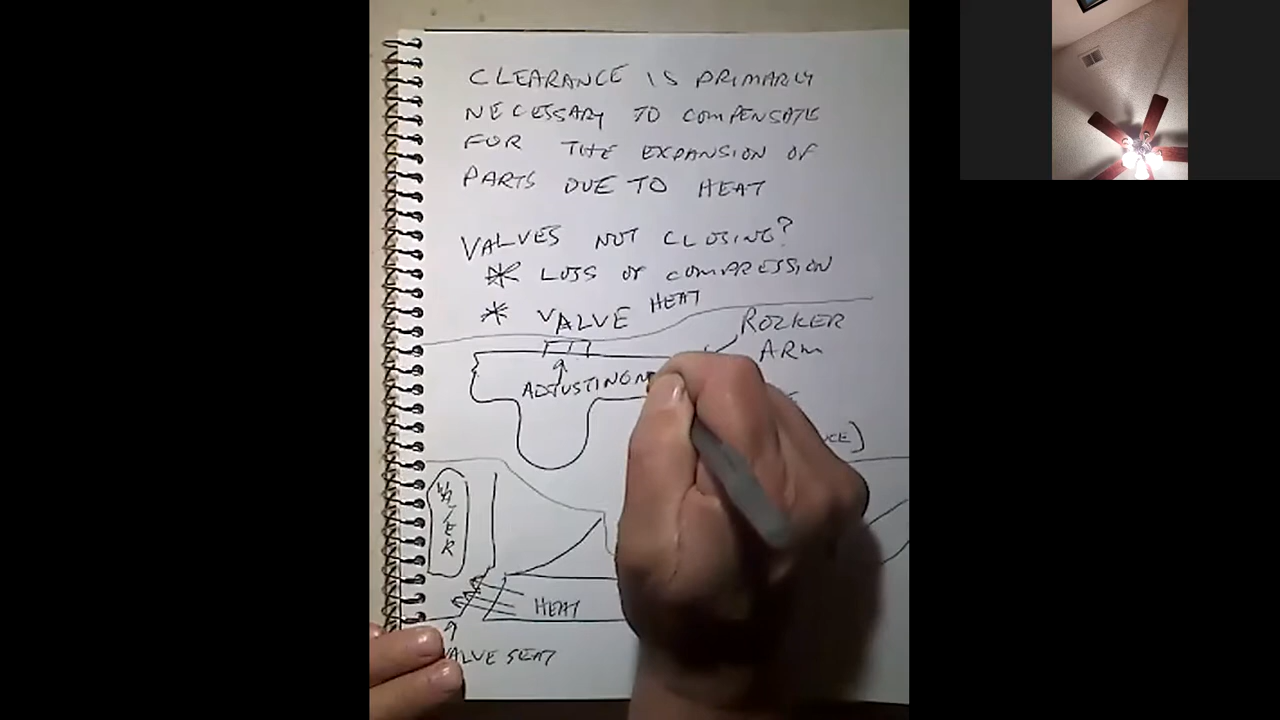 CLEARANCE IS PRIMARILY
NECESSARY TO COMPENSATE
FOR THE EXPANSION OF
PARTS DUE TO HEAT
VALVES NOT CLOSING?
* LOSS OF COMPRESSION
* VALVE HEAT
ROCKER
ARM
ADJUSTING
WATER
HEAT
VALVE SEAT